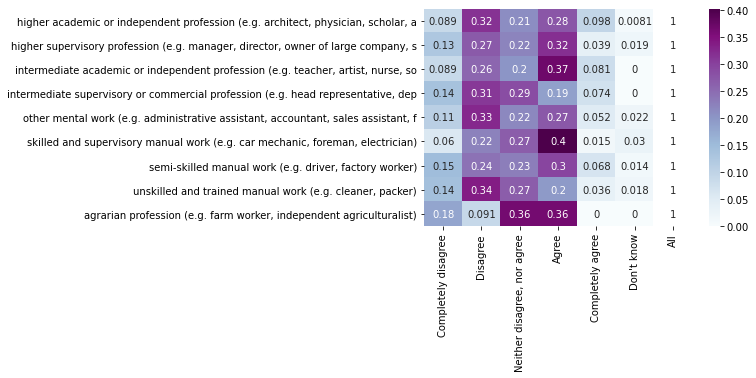 higher academic or independent profession (e.g. architect, physician, scholar, a 0.089 0.32 0.21 0.28 0.098 0.0081 1
higher supervisory profession (e.g. manager, director, owner of large company, s 0.13 0.27 0.22 0.32 0.039 0.019 1
intermediate academic or independent profession (e.g. teacher, artist, nurse, so 0.089 0.26 0.2 0.37 0.081 0 1
intermediate supervisory or commercial profession (e.g. head representative, dep 0.14 0.31 0.29 0.19 0.074 0 1
other mental work (e.g. administrative assistant, accountant, sales assistant, f 0.11 0.33 0.22 0.27 0.052 0.022 1
skilled and supervisory manual work (e.g. car mechanic, foreman, electrician) 0.06 0.22 0.27 0.4 0.015 0.03 1
semi-skilled manual work (e.g. driver, factory worker) 0.15 0.24 0.23 0.3 0.068 0.014 1
unskilled and trained manual work (e.g. cleaner, packer) 0.14 0.34 0.27 0.2 0.036 0.018 1
agrarian profession (e.g. farm worker, independent agriculturalist) 0.18 0.091 0.36 0.36 0 0 1
Completely disagree
Disagree
Neither disagree, nor agree
Agree
Completely agree
Don't know
All
0.40
0.35
0.30
0.25
0.20
0.15
0.10
0.05
0.00